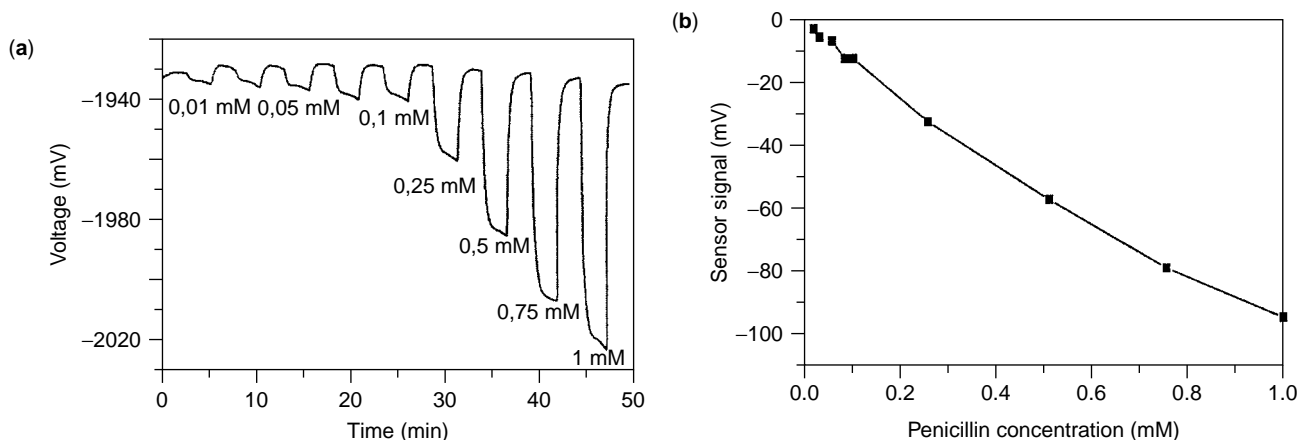 (a)
Voltage (mV)
−1940
−1980
−2020
0,01 mM 0,05 mM 0,1 mM
0,25 mM
0,5 mM
0,75 mM
1 mM
0 10 20 30 40 50
Time (min)
(b)
Sensor signal (mV)
0
−20
−40
−60
−80
−100
0.0 0.2 0.4 0.6 0.8 1.0
Penicillin concentration (mM)